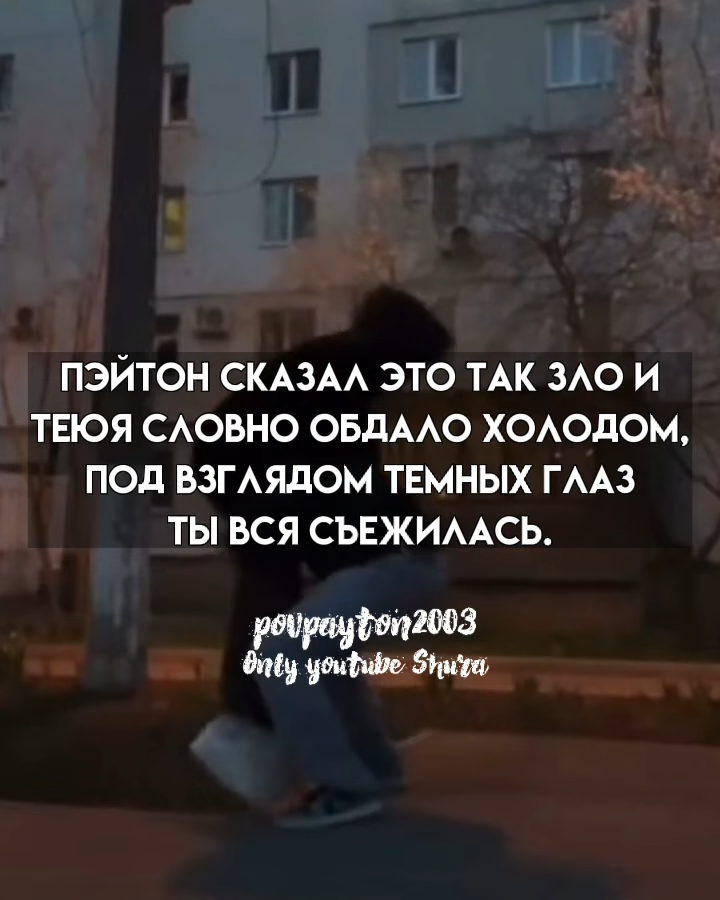 ПЭЙТОН СКАЗАЛ ЭТО ТАК ЗЛО И
ТЕЮЯ СЛОВНО ОБДАЛО ХОЛОДОМ,
ПОД ВЗГЛЯДОМ ТЕМНЫХ ГЛАЗ
ТЫ ВСЯ СЪЕЖИЛАСЬ.
povpayton2003
Only youtube Shura